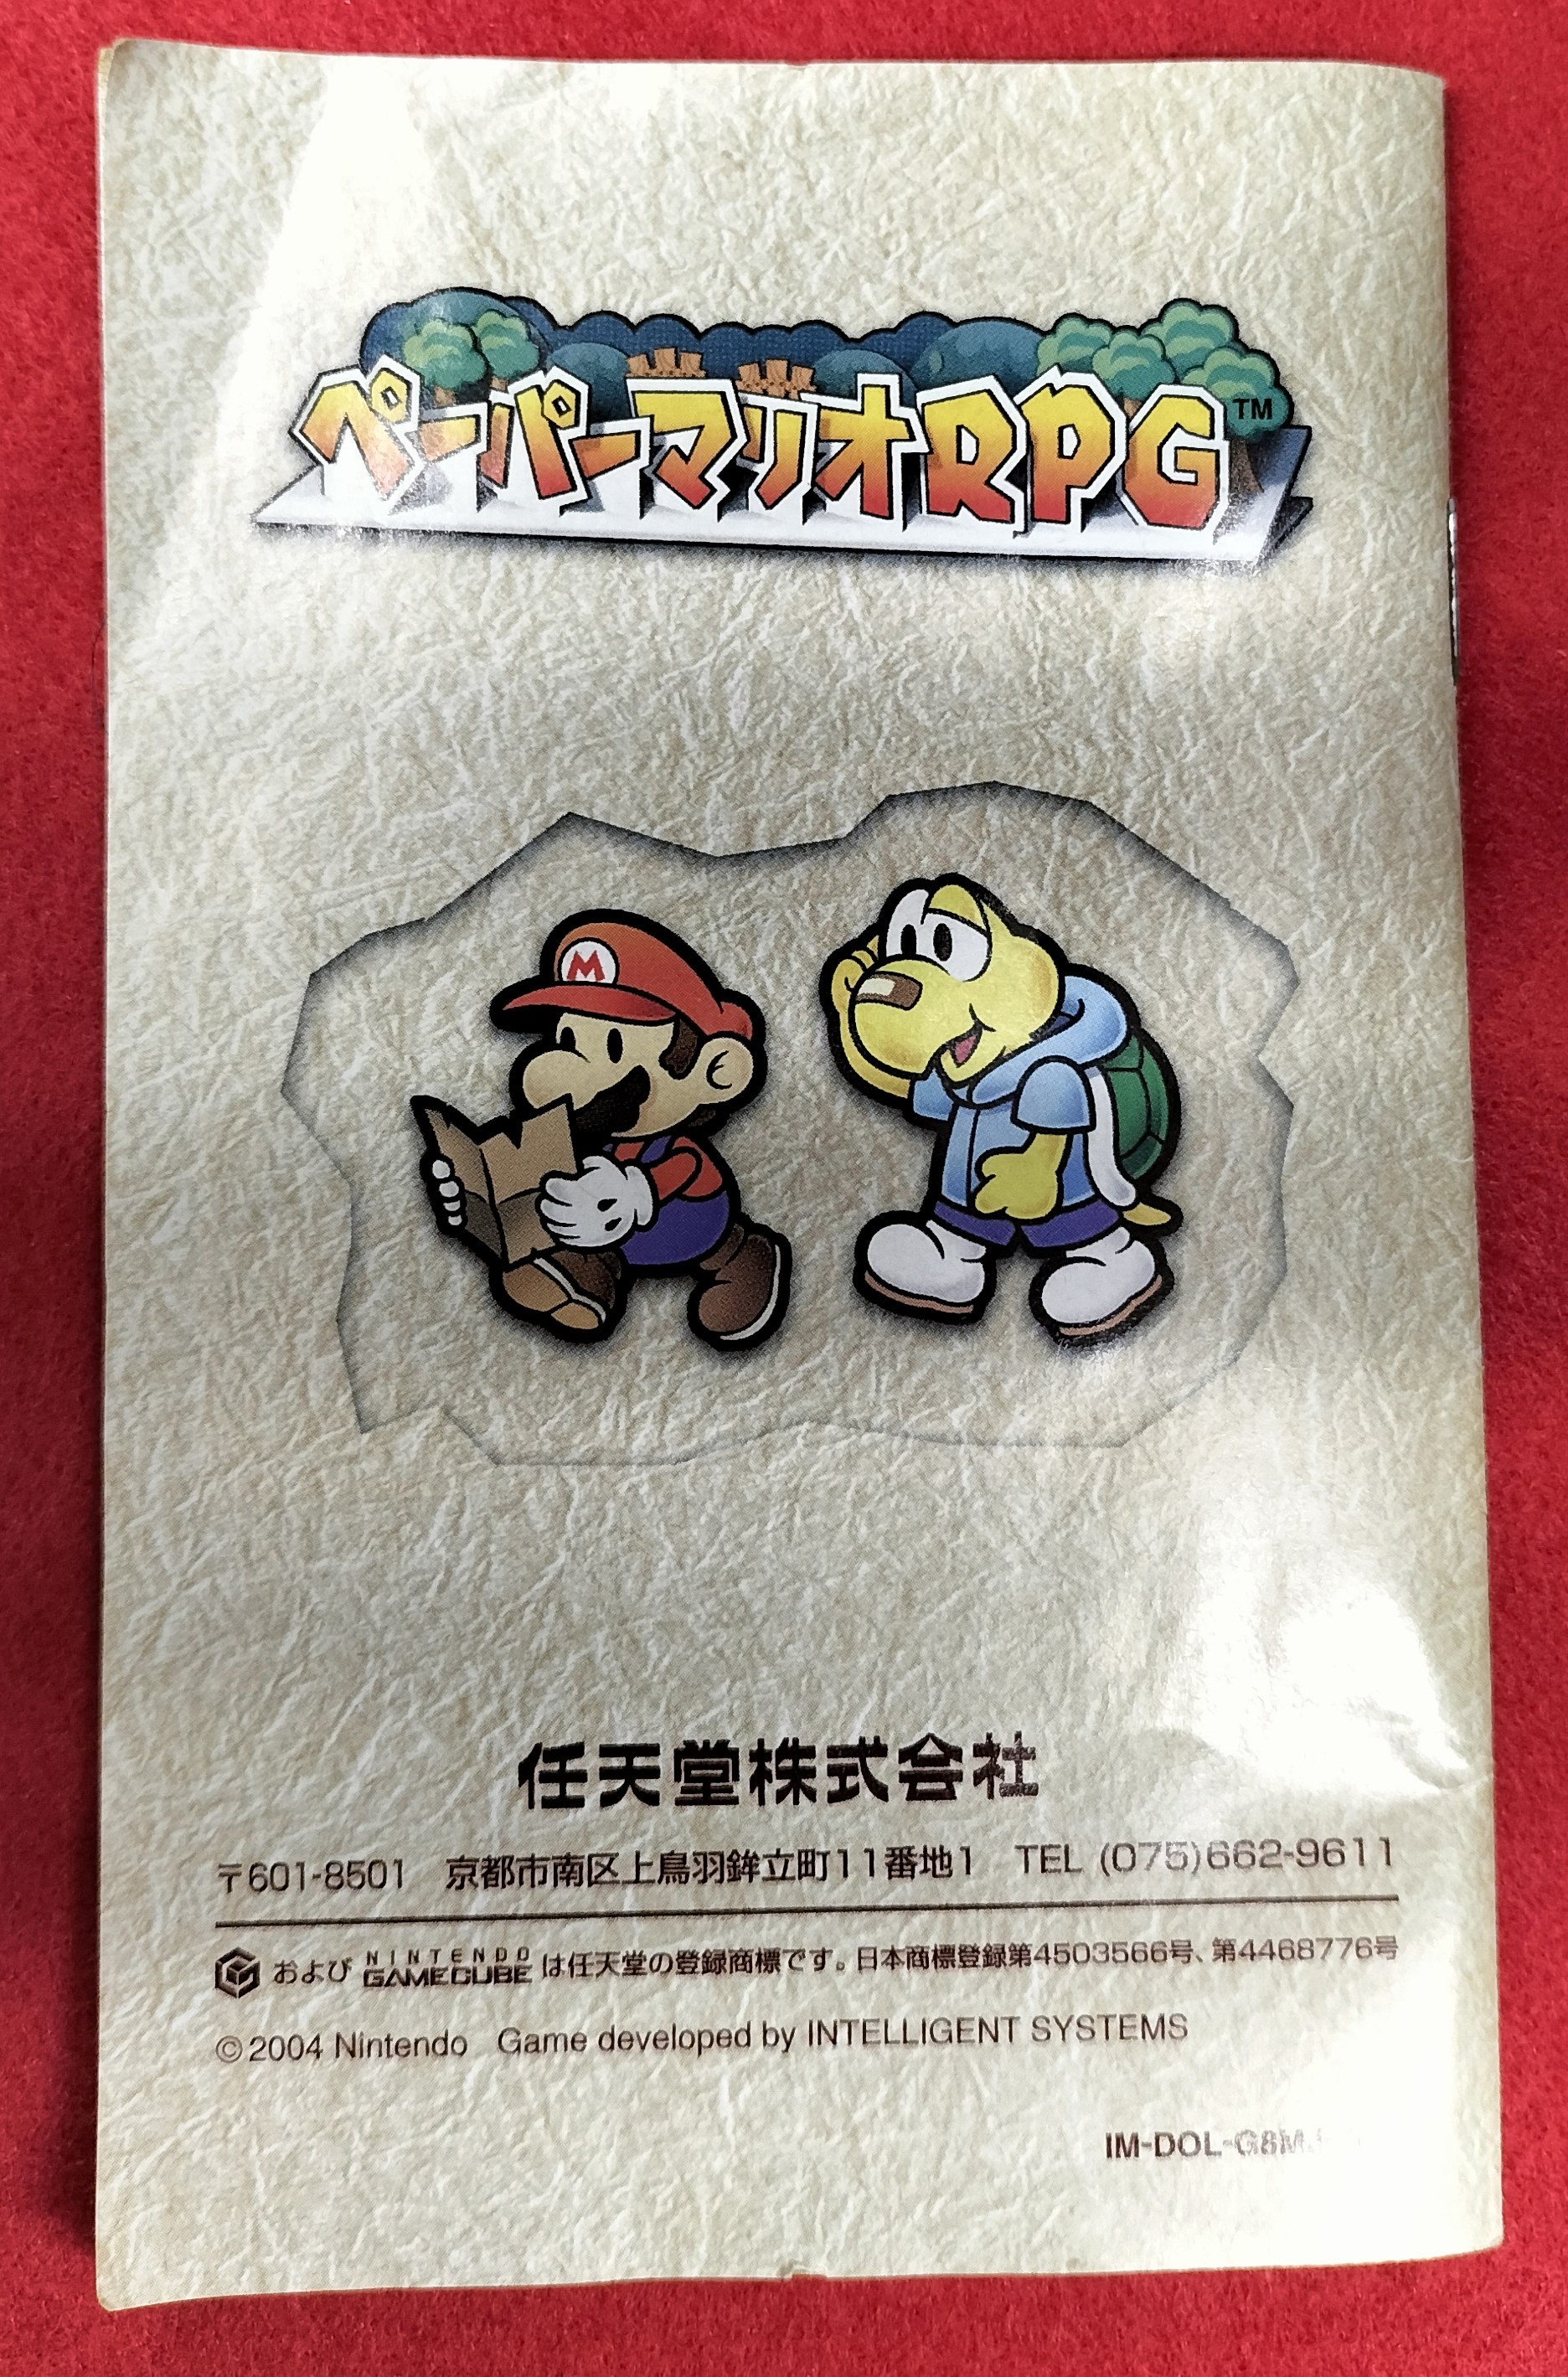 ペーパーマリオRPG™
M
任天堂株式会社
〒601-8501 京都市南区上鳥羽鉾立町11番地1 TEL (075)662-9611
および NINTENDO GAMECUBE は任天堂の登録商標です。日本商標登録第4503566号、第4468776号
©2004 Nintendo Game developed by INTELLIGENT SYSTEMS